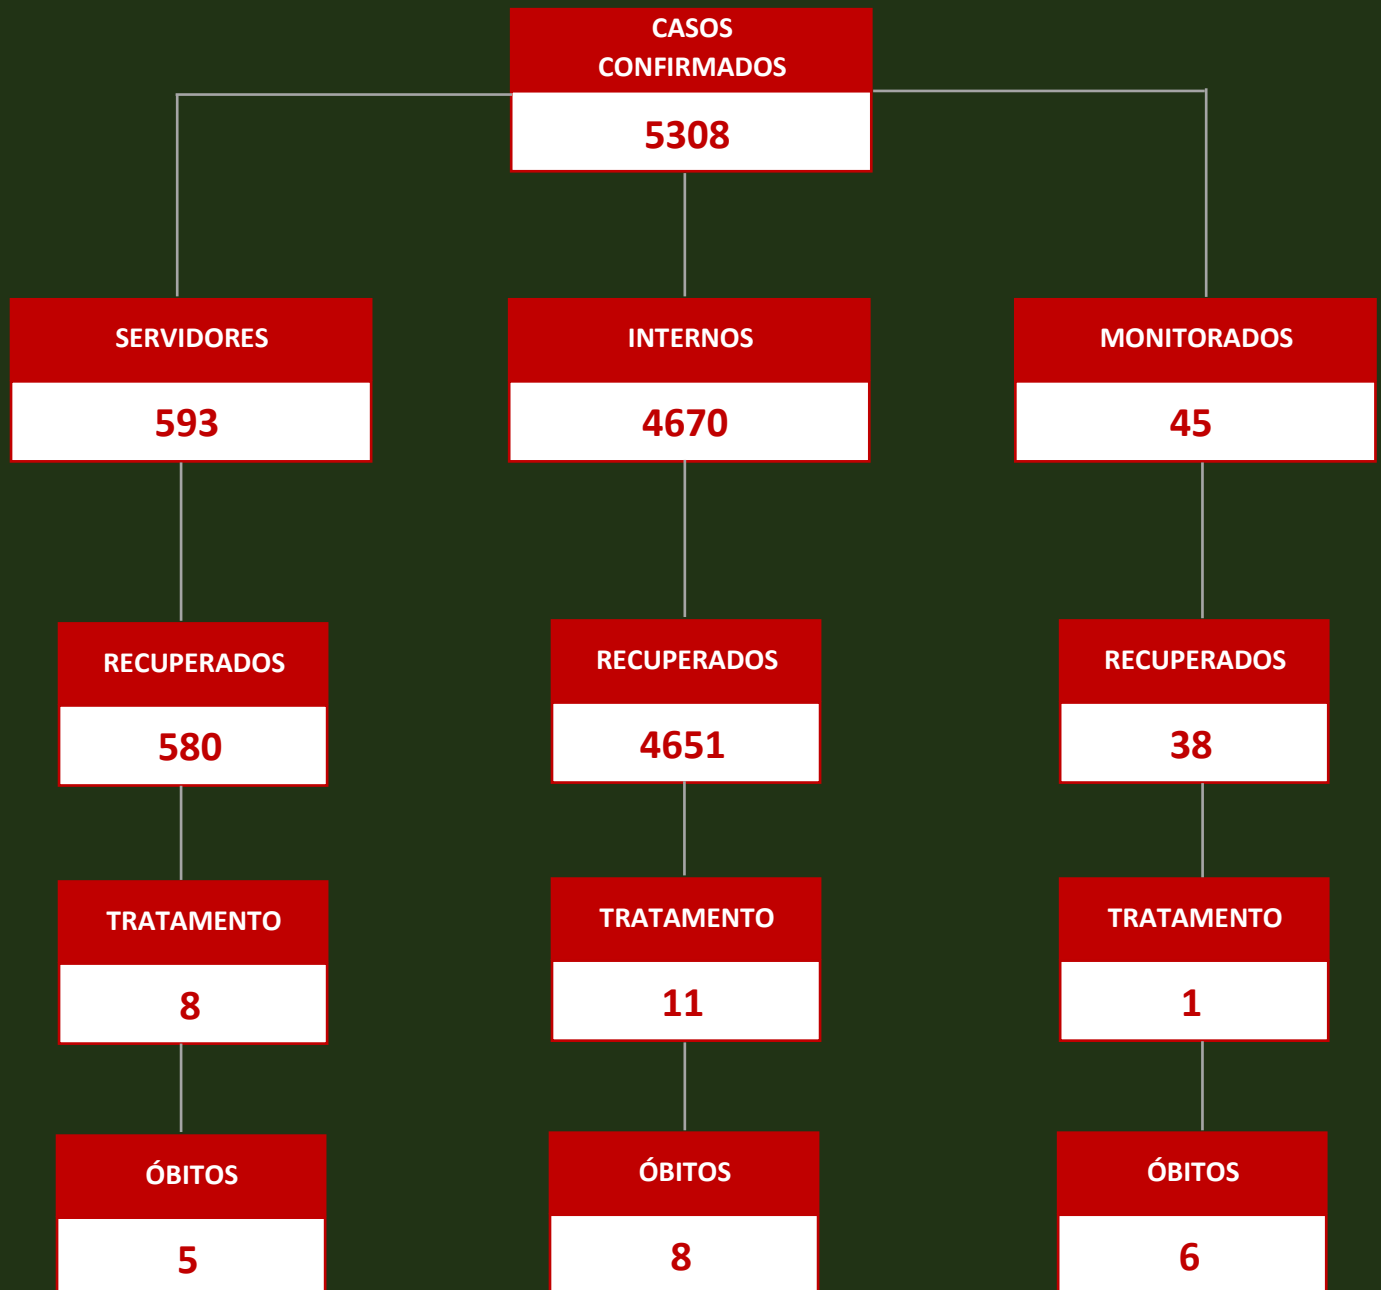 CASOS
CONFIRMADOS
5308
SERVIDORES
593
INTERNOS
4670
MONITORADOS
45
RECUPERADOS
580
RECUPERADOS
4651
RECUPERADOS
38
TRATAMENTO
8
TRATAMENTO
11
TRATAMENTO
1
ÓBITOS
5
ÓBITOS
8
ÓBITOS
6